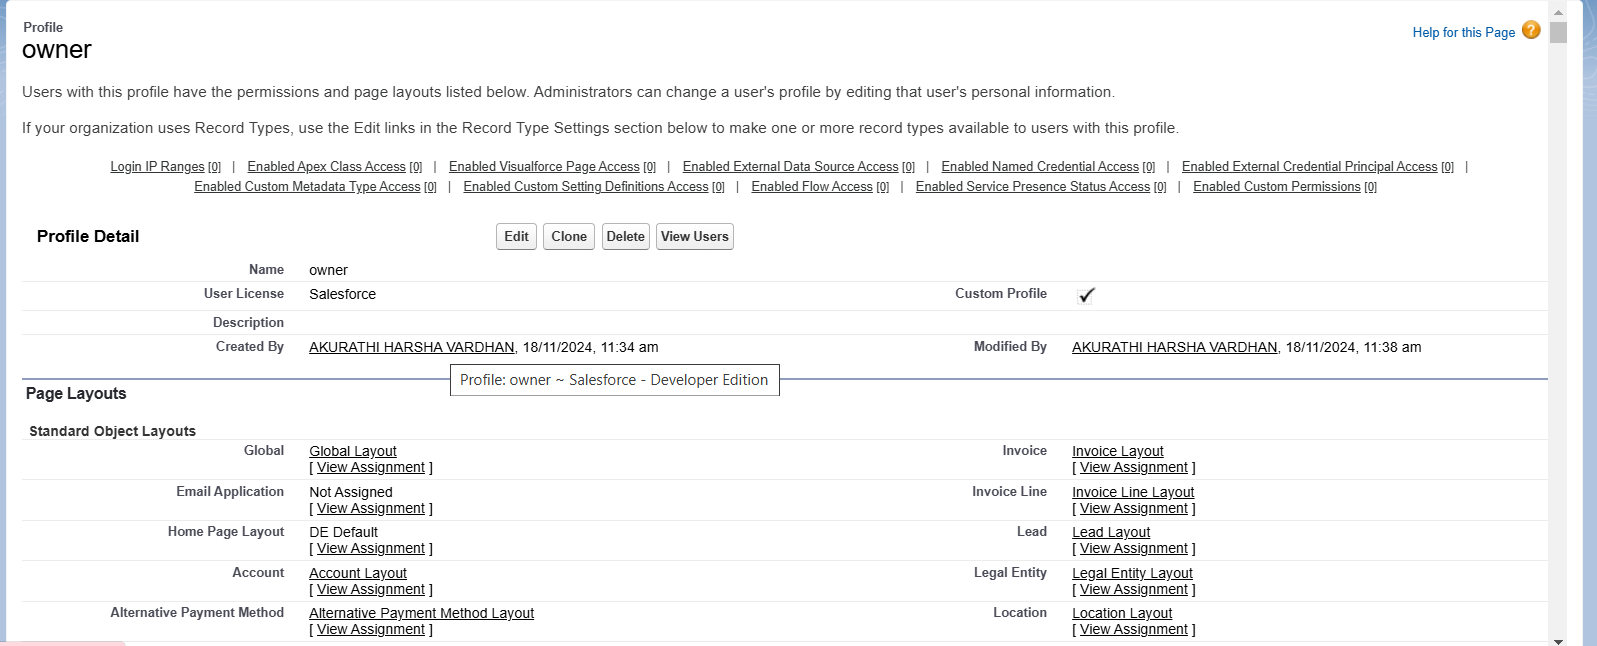 Profile
owner
Help for this Page ?
Users with this profile have the permissions and page layouts listed below. Administrators can change a user's profile by editing that user's personal information.
If your organization uses Record Types, use the Edit links in the Record Type Settings section below to make one or more record types available to users with this profile.
Login IP Ranges [0] | Enabled Apex Class Access [0] | Enabled Visualforce Page Access [0] | Enabled External Data Source Access [0] | Enabled Named Credential Access [0] | Enabled External Credential Principal Access [0] |
Enabled Custom Metadata Type Access [0] | Enabled Custom Setting Definitions Access [0] | Enabled Flow Access [0] | Enabled Service Presence Status Access [0] | Enabled Custom Permissions [0]
Profile Detail Edit Clone Delete View Users
Name owner
User License Salesforce Custom Profile
Description
Created By AKURATHI HARSHA VARDHAN, 18/11/2024, 11:34 am Modified By AKURATHI HARSHA VARDHAN, 18/11/2024, 11:38 am
Profile: owner ~ Salesforce - Developer Edition
Page Layouts
Standard Object Layouts
Global Global Layout Invoice Invoice Layout
[ View Assignment ] [ View Assignment ]
Email Application Not Assigned Invoice Line Invoice Line Layout
[ View Assignment ] [ View Assignment ]
Home Page Layout DE Default Lead Lead Layout
[ View Assignment ] [ View Assignment ]
Account Account Layout Legal Entity Legal Entity Layout
[ View Assignment ] [ View Assignment ]
Alternative Payment Method Alternative Payment Method Layout Location Location Layout
[ View Assignment ] [ View Assignment ]